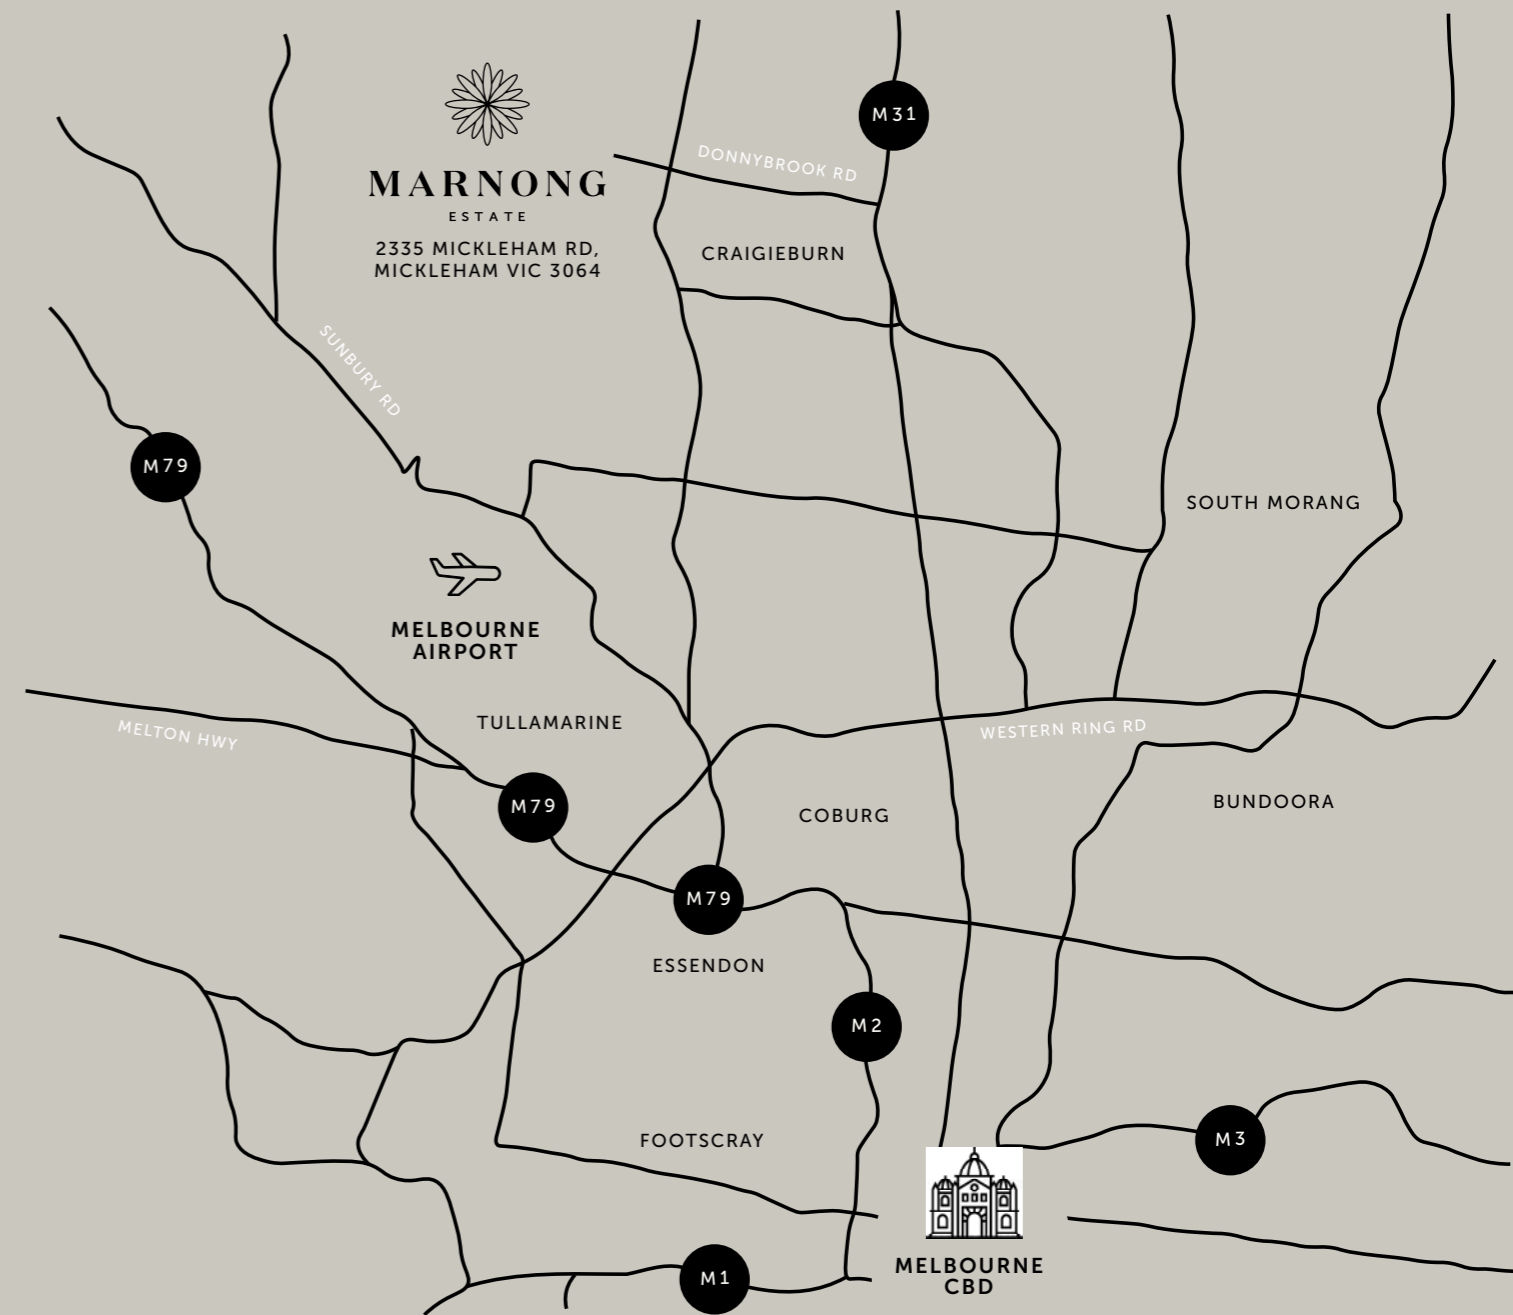 M31
DONNYBROOK RD
MARNONG
ESTATE
2335 MICKLEHAM RD,
MICKLEHAM VIC 3064
CRAIGIEBURN
SUNBURY RD
M79
SOUTH MORANG
MELBOURNE
AIRPORT
TULLAMARINE
MELTON HWY
WESTERN RING RD
M79
COBURG
BUNDOORA
M79
ESSENDON
M2
FOOTSCRAY
M3
MELBOURNE
CBD
M1